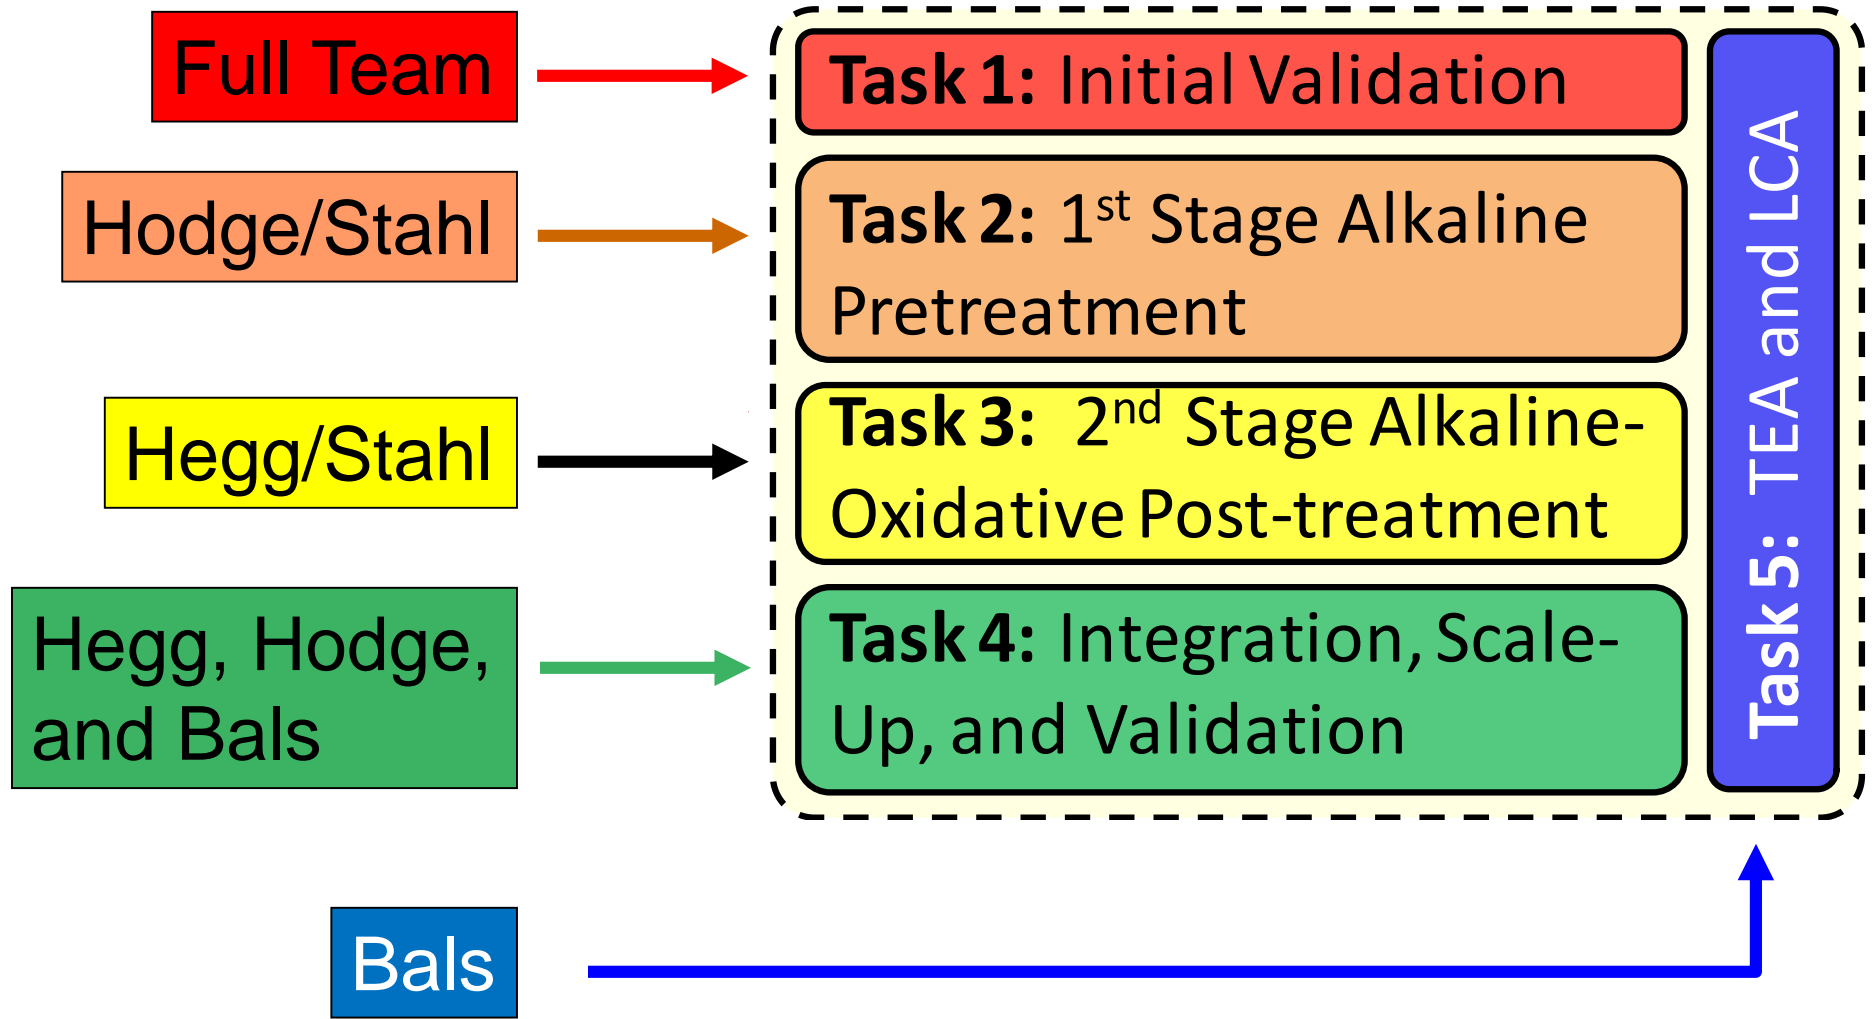 Full Team
Task 1: Initial Validation
Hodge/Stahl
Task 2: 1st Stage Alkaline
Pretreatment
Hegg/Stahl
Task 3: 2nd Stage Alkaline-
Oxidative Post-treatment
Hegg, Hodge,
and Bals
Task 4: Integration, Scale-
Up, and Validation
Task 5: TEA and LCA
Bals